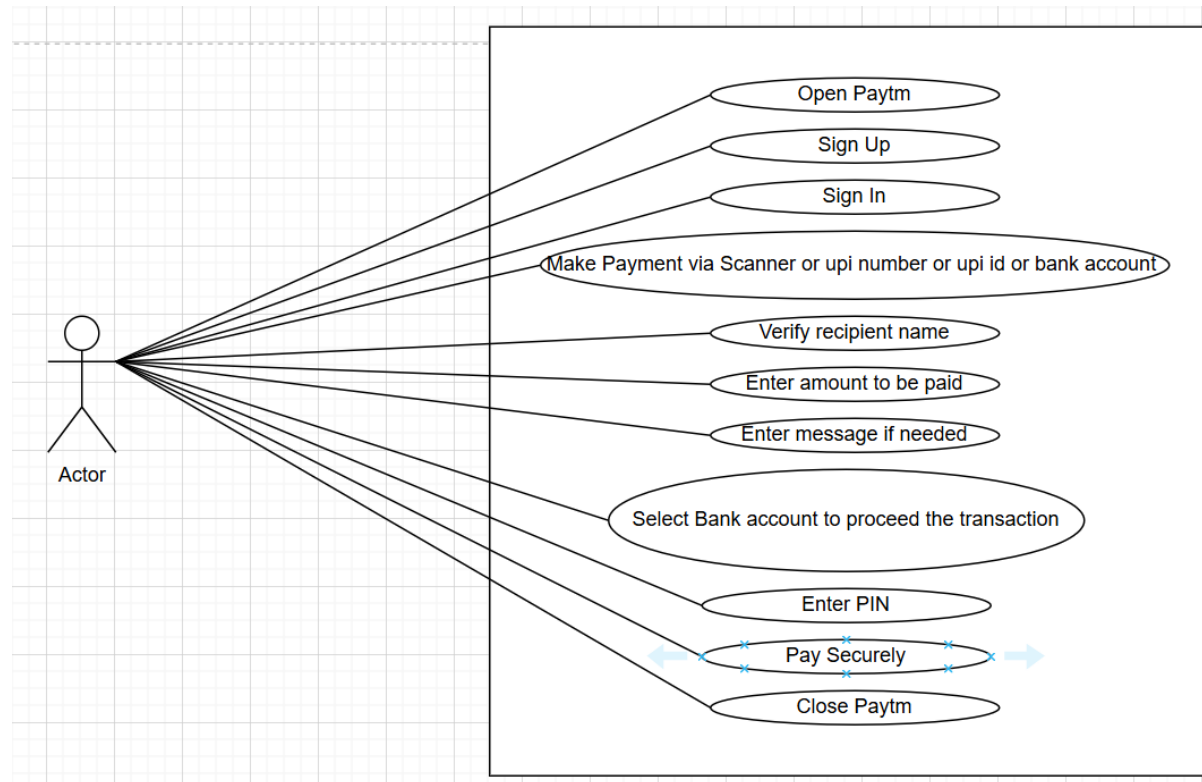 Open Paytm
Sign Up
Sign In
Make Payment via Scanner or upi number or upi id or bank account
Verify recipient name
Enter amount to be paid
Enter message if needed
Actor
Select Bank account to proceed the transaction
Enter PIN
Pay Securely
Close Paytm